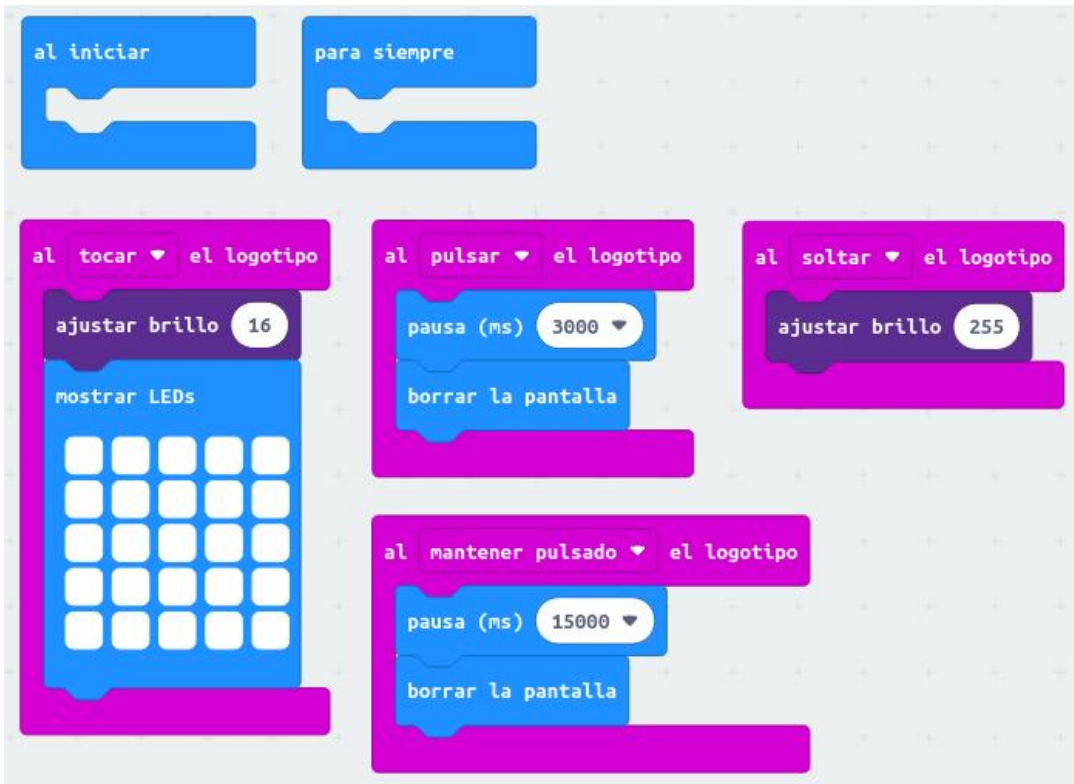 al iniciar
para siempre
al tocar el logotipo
ajustar brillo 16
mostrar LEDs
al pulsar el logotipo
pausa (ms) 3000
borrar la pantalla
al soltar el logotipo
ajustar brillo 255
al mantener pulsado el logotipo
pausa (ms) 15000
borrar la pantalla